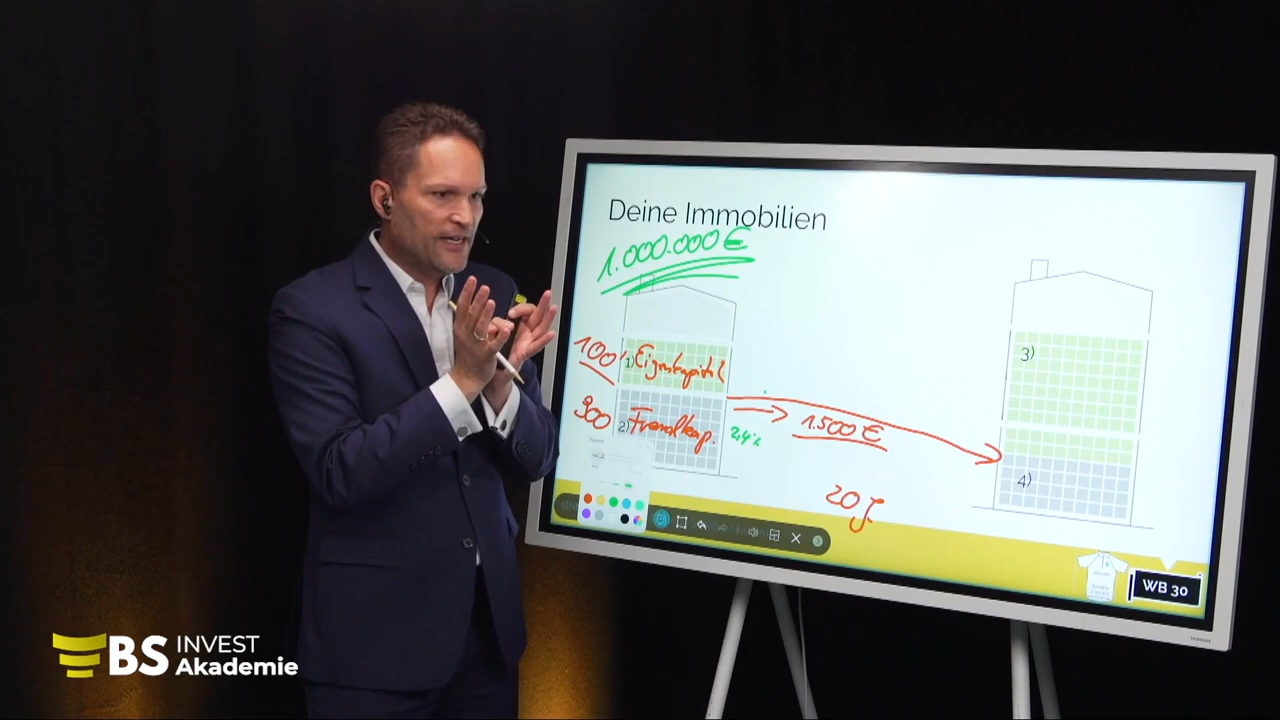 Deine Immobilien
1.000.000 €
100'
1) Eigenkapital
900
2) Fremdkap.
2,4%
1.500 €
20 J.
3)
4)
WB 30
SAMSUNG
BS INVEST
Akademie